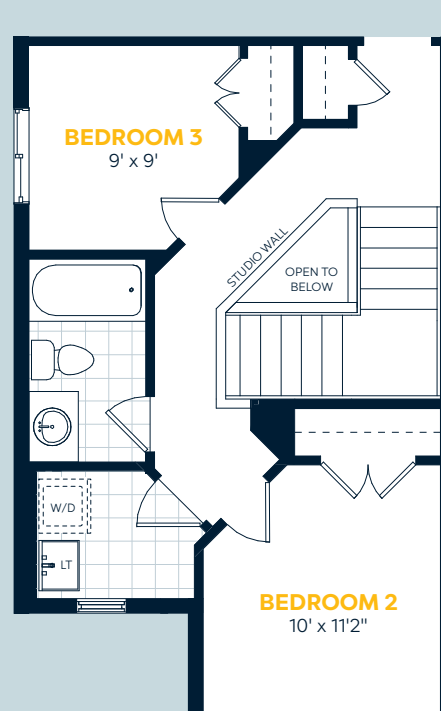 BEDROOM 3
9' x 9'
STUDIO WALL
OPEN TO
BELOW
W/D
LT
BEDROOM 2
10' x 11'2"